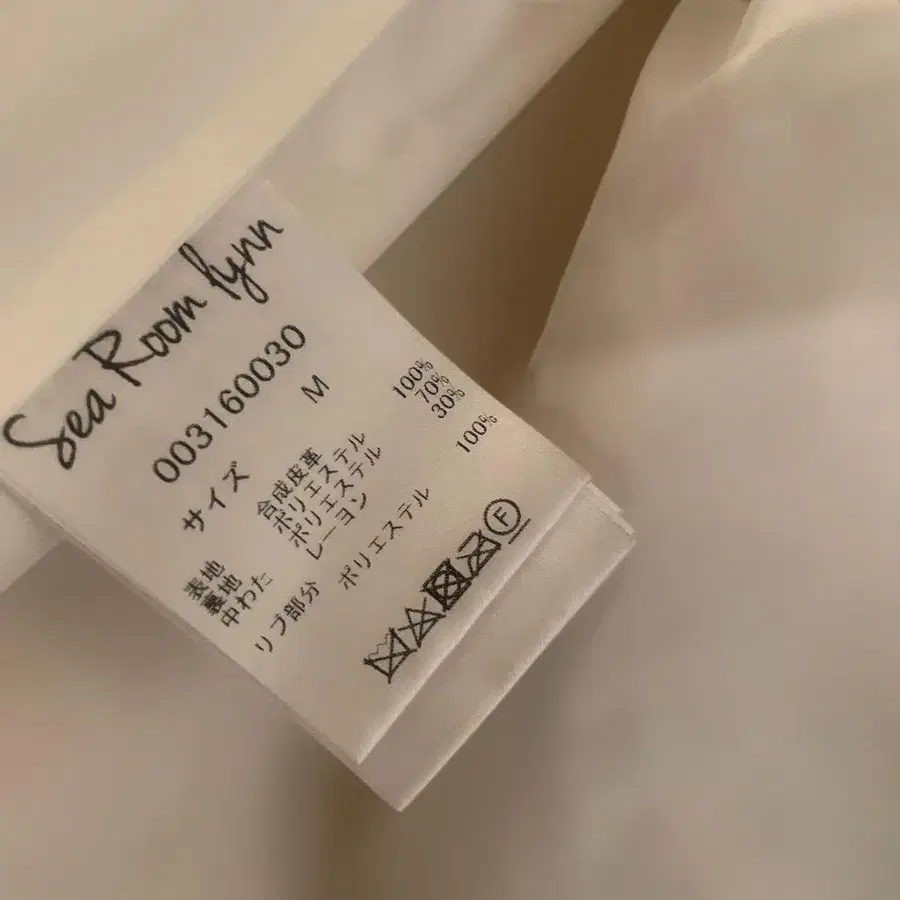 Sea Room lynn
003160030
サイズ M
表地 合成皮革
裏地 ポリエステル 100%
中わた ポリエステル 70%
レーヨン 30%
リブ部分 ポリエステル 100%
F